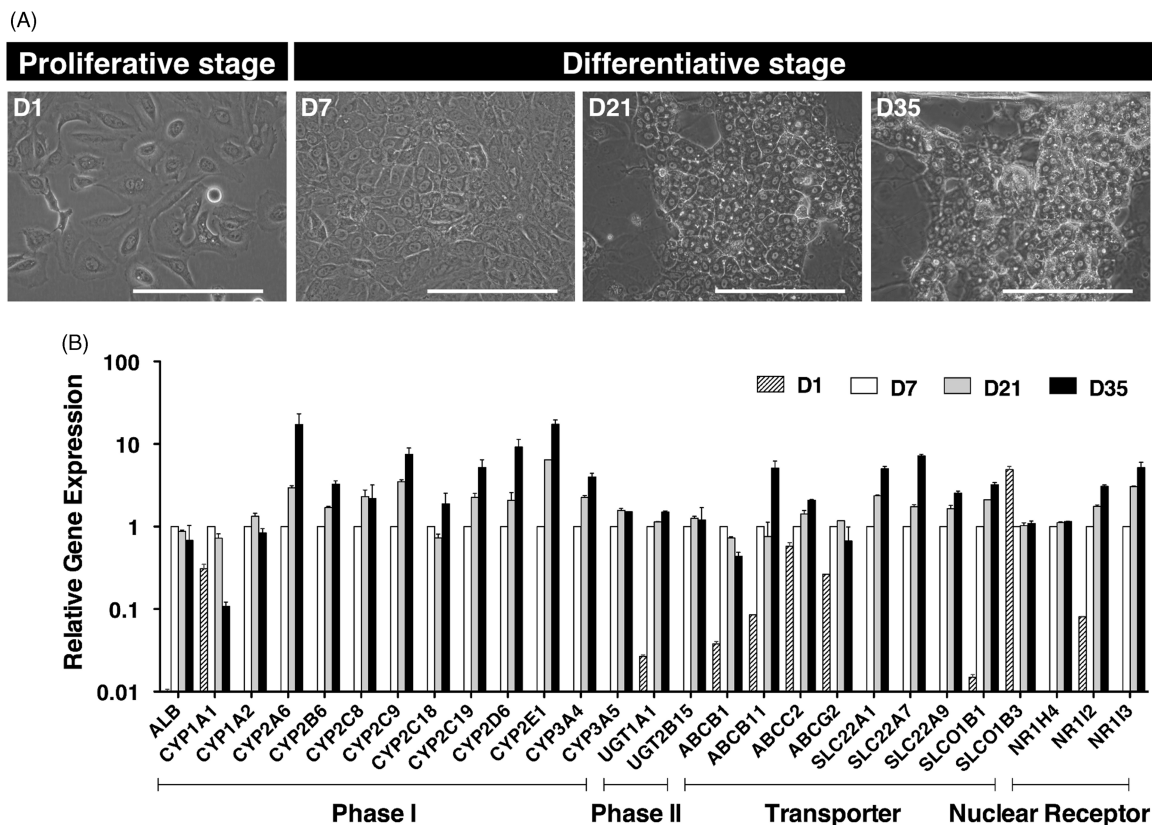 (A)
Proliferative stage
Differentiative stage
D1
D7
D21
D35
(B)
Relative Gene Expression
100
10
1
0.1
0.01
D1
D7
D21
D35
ALB
CYP1A1
CYP1A2
CYP2A6
CYP2B6
CYP2C8
CYP2C9
CYP2C18
CYP2C19
CYP2D6
CYP2E1
CYP3A4
CYP3A5
UGT1A1
UGT2B15
ABCB1
ABCB11
ABCC2
ABCG2
SLC22A1
SLC22A7
SLC22A9
SLCO1B1
SLCO1B3
NR1H4
NR1I2
NR1I3
Phase I
Phase II
Transporter
Nuclear Receptor